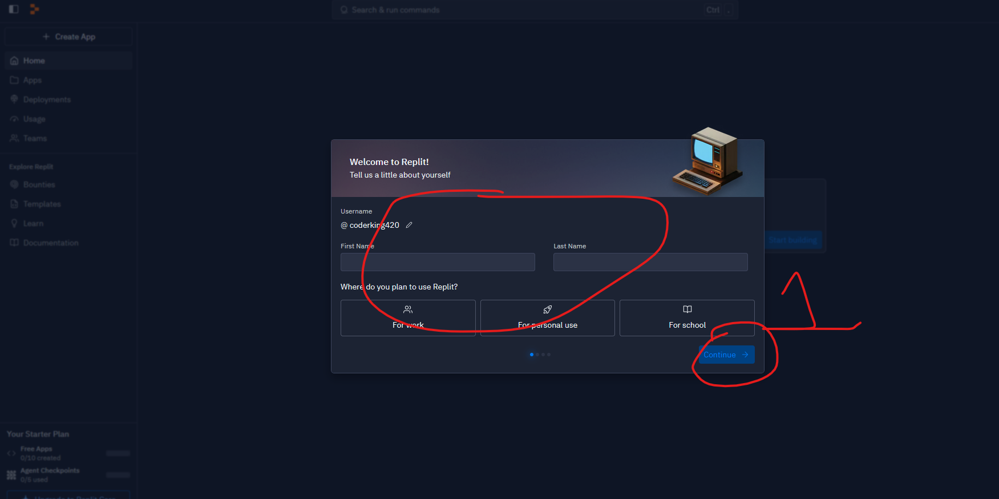 Search & run commands
Ctrl .
Create App
Home
Apps
Deployments
Usage
Teams
Explore Replit
Bounties
Templates
Learn
Documentation
Your Starter Plan
Free Apps
0/10 created
Agent Checkpoints
0/5 used
Welcome to Replit!
Tell us a little about yourself
Username
@ coderking420
First Name
Last Name
Where do you plan to use Replit?
For work
For personal use
For school
Continue
Start building
1